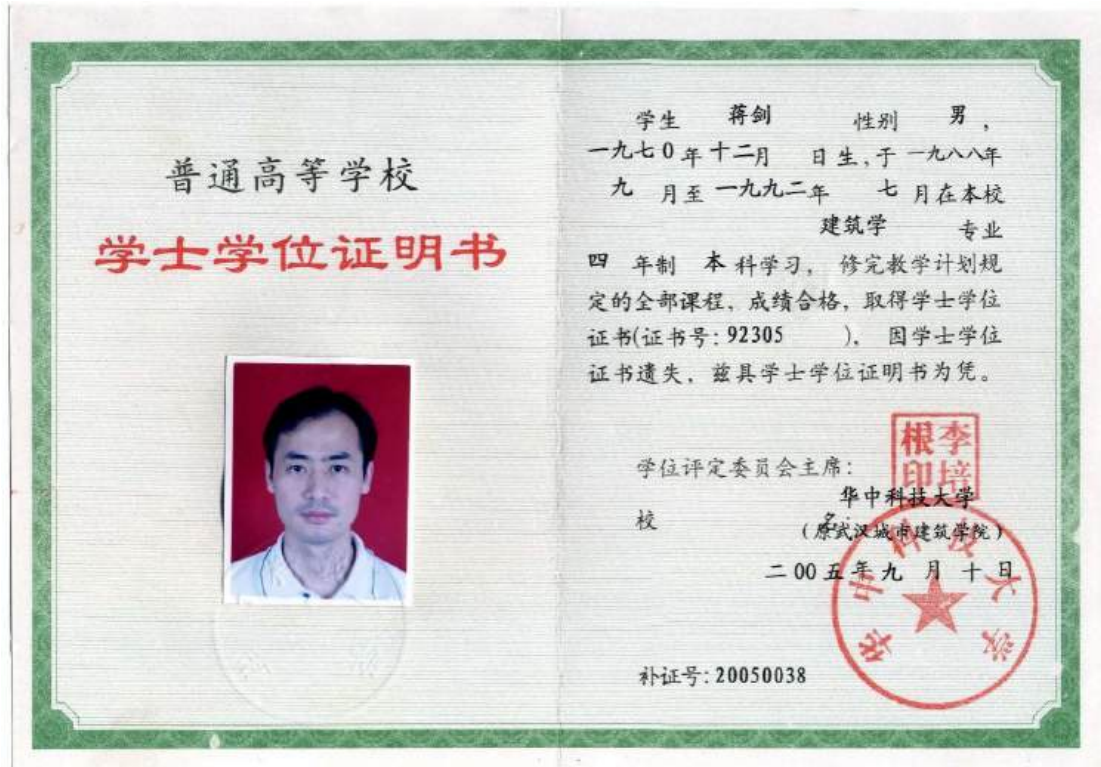 普通高等学校
学士学位证明书
学生 蒋剑 性别 男,
一九七0年十二月 日生,于 一九八八年
九 月至 一九九二年 七 月在本校
建筑学 专业
四 年制 本 科学习, 修完教学计划规
定的全部课程,成绩合格,取得学士学位
证书(证书号:92305 ), 因学士学位
证书遗失,兹具学士学位证明书为凭。
李培根印
学位评定委员会主席:
华中科技大学
校 名:
(原武汉城市建筑学院)
二00五年九 月 十 日
华中科技大学
补证号:20050038